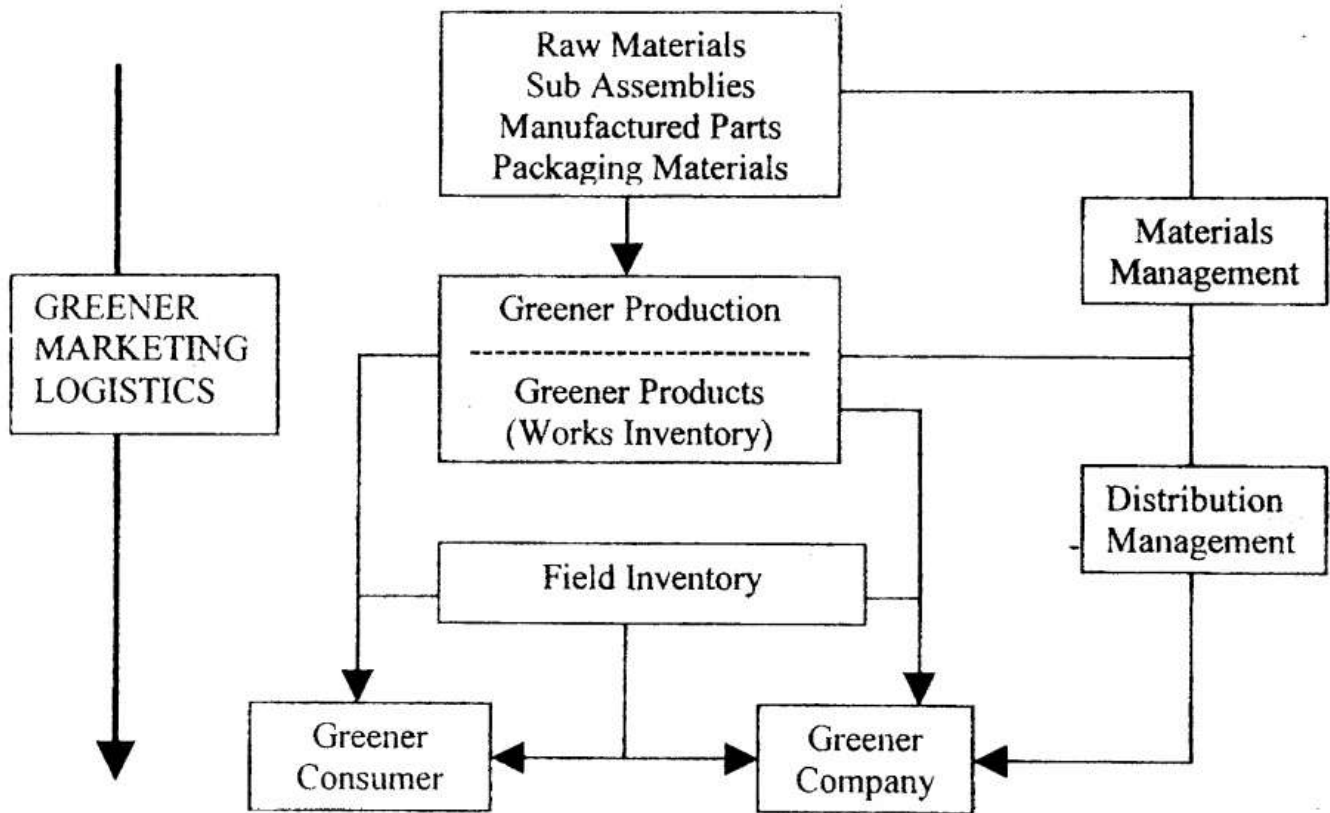 Raw Materials
Sub Assemblies
Manufactured Parts
Packaging Materials
Materials
Management
GREENER
MARKETING
LOGISTICS
Greener Production
Greener Products
(Works Inventory)
Distribution
Management
Field Inventory
Greener
Consumer
Greener
Company